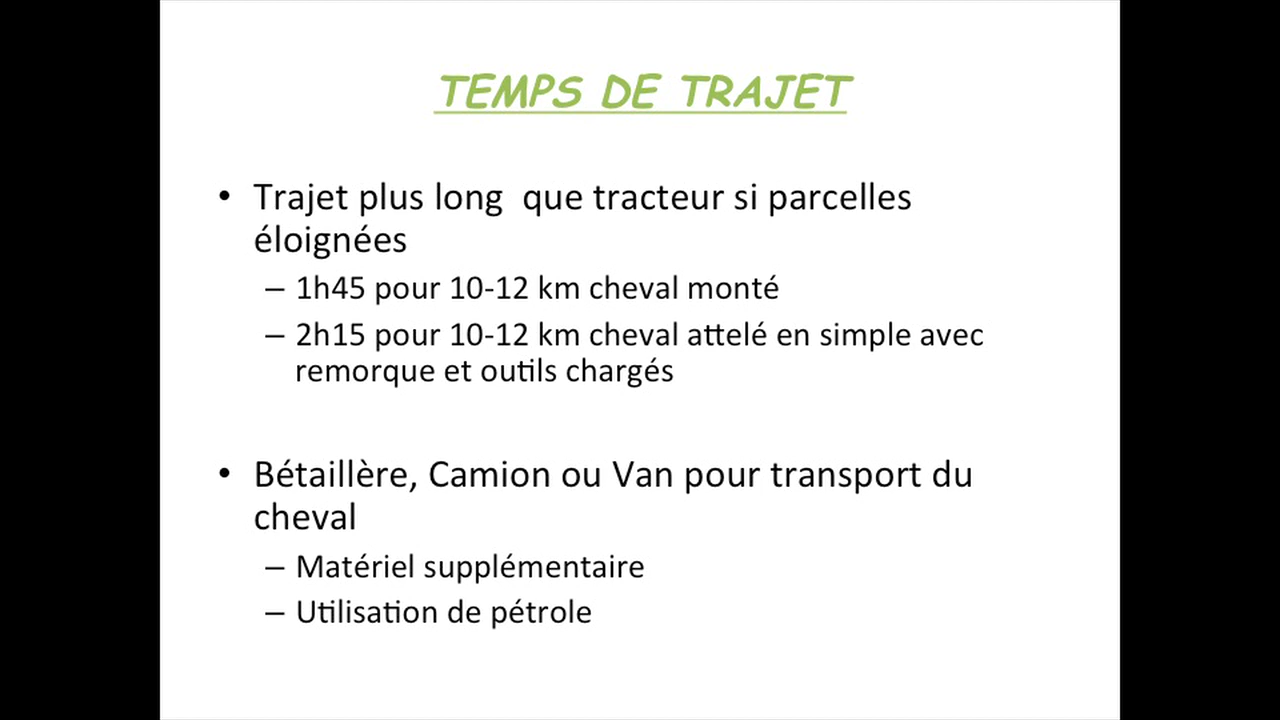 TEMPS DE TRAJET
• Trajet plus long  que tracteur si parcelles
éloignées
– 1h45 pour 10-12 km cheval monté
– 2h15 pour 10-12 km cheval attelé en simple avec
remorque et outils chargés
• Bétaillère, Camion ou Van pour transport du
cheval
– Matériel supplémentaire
– Utilisation de pétrole